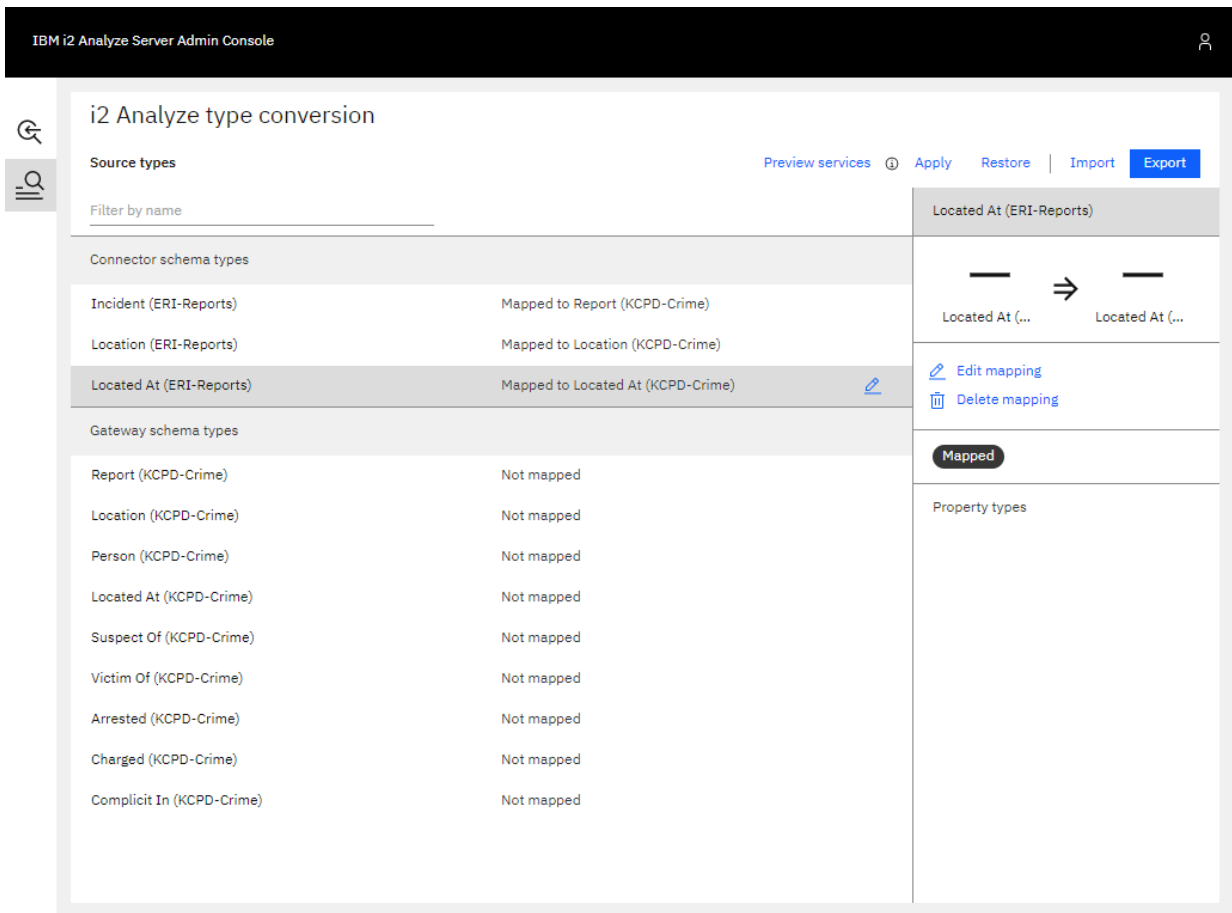 IBM i2 Analyze Server Admin Console
i2 Analyze type conversion
Source types
Preview services Apply Restore Import Export
Filter by name
Located At (ERI-Reports)
Connector schema types
Incident (ERI-Reports) Mapped to Report (KCPD-Crime)
Location (ERI-Reports) Mapped to Location (KCPD-Crime)
Located At (ERI-Reports) Mapped to Located At (KCPD-Crime)
Gateway schema types
Report (KCPD-Crime) Not mapped
Location (KCPD-Crime) Not mapped
Person (KCPD-Crime) Not mapped
Located At (KCPD-Crime) Not mapped
Suspect Of (KCPD-Crime) Not mapped
Victim Of (KCPD-Crime) Not mapped
Arrested (KCPD-Crime) Not mapped
Charged (KCPD-Crime) Not mapped
Complicit In (KCPD-Crime) Not mapped
Located At (... Located At (...
Edit mapping
Delete mapping
Mapped
Property types